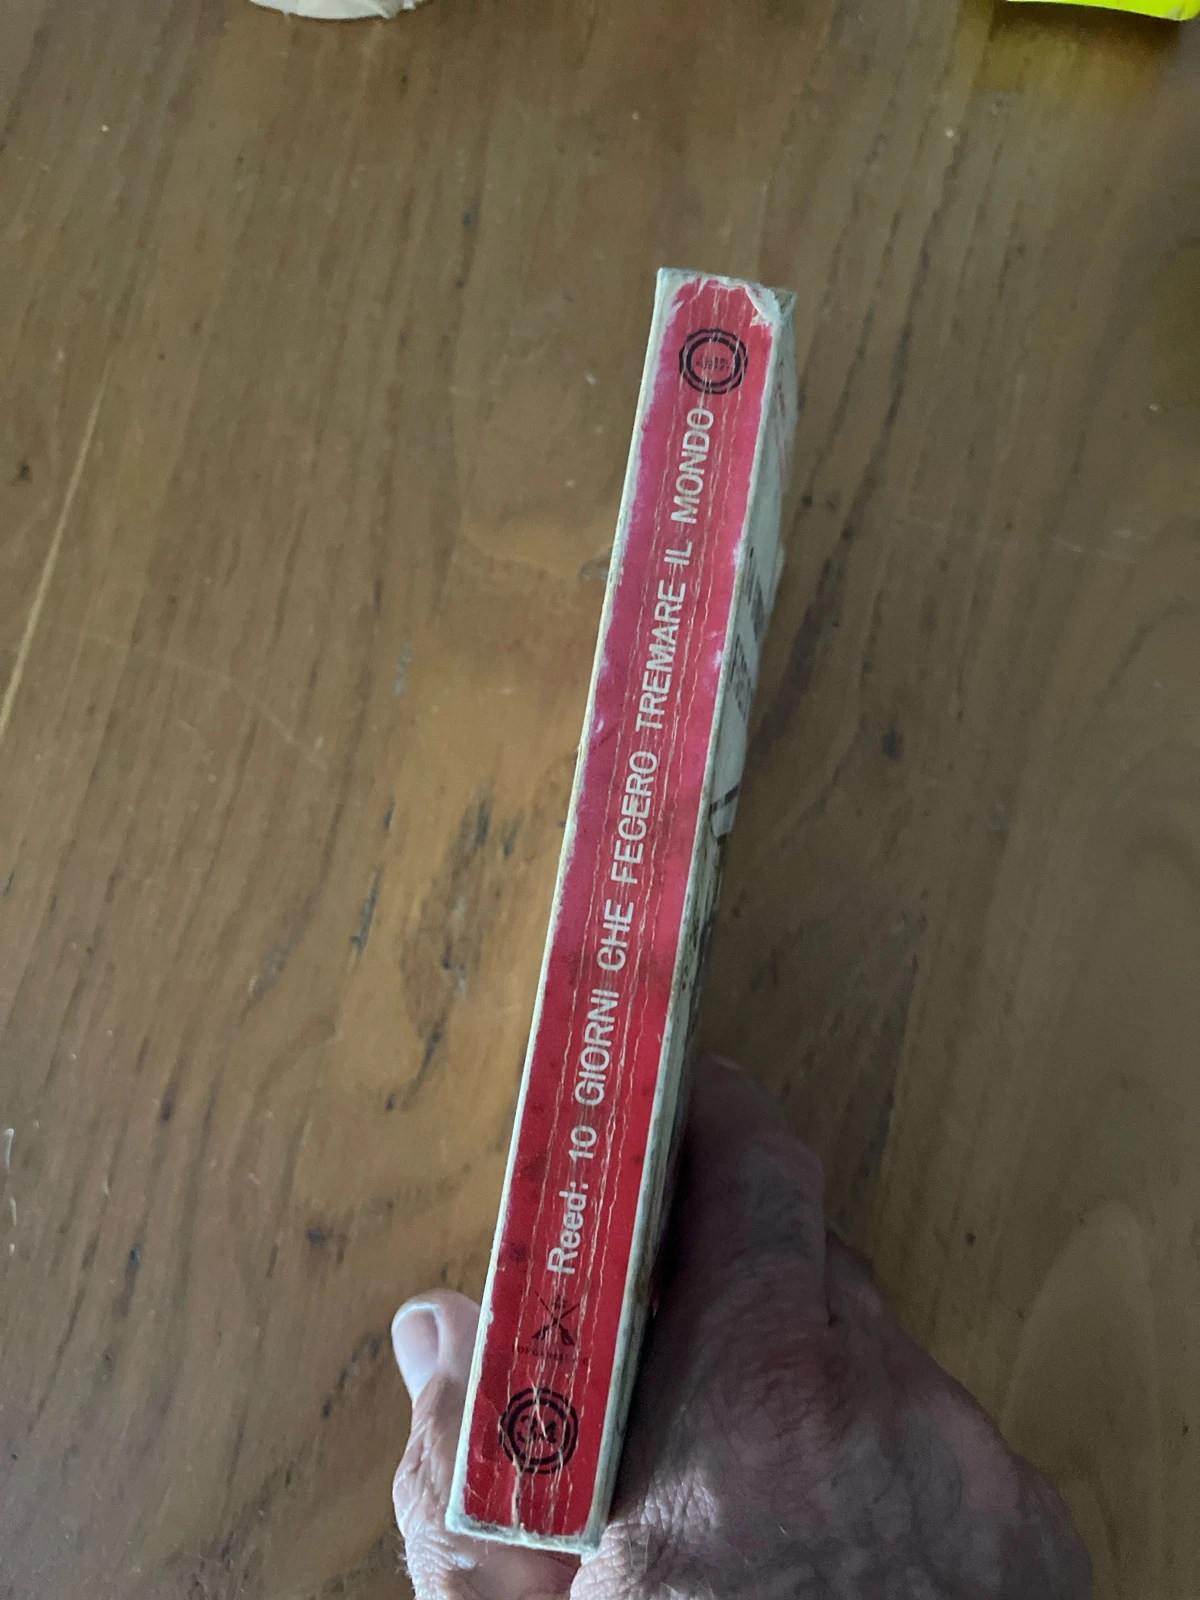 Reed: 10 GIORNI CHE FECERO TREMARE IL MONDO